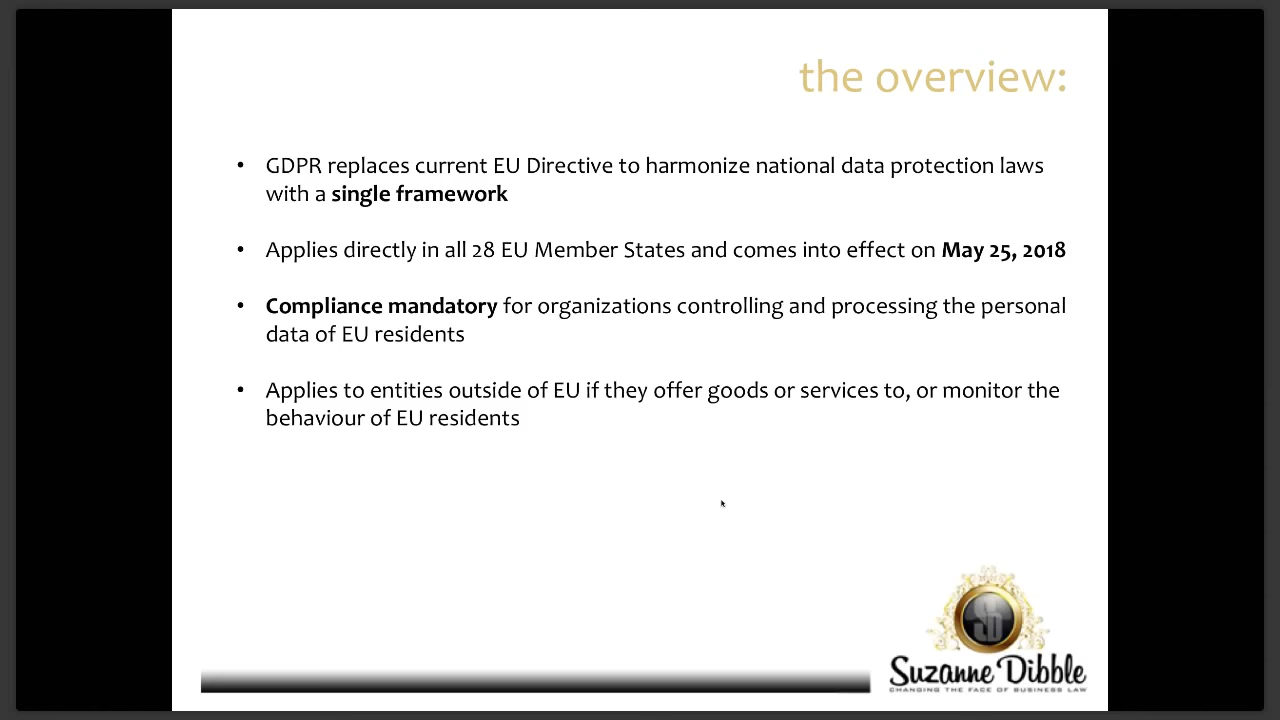 the overview:
• GDPR replaces current EU Directive to harmonize national data protection laws
with a single framework
• Applies directly in all 28 EU Member States and comes into effect on May 25, 2018
• Compliance mandatory for organizations controlling and processing the personal
data of EU residents
• Applies to entities outside of EU if they offer goods or services to, or monitor the
behaviour of EU residents
SD
Suzanne Dibble
CHANGING THE FACE OF BUSINESS LAW